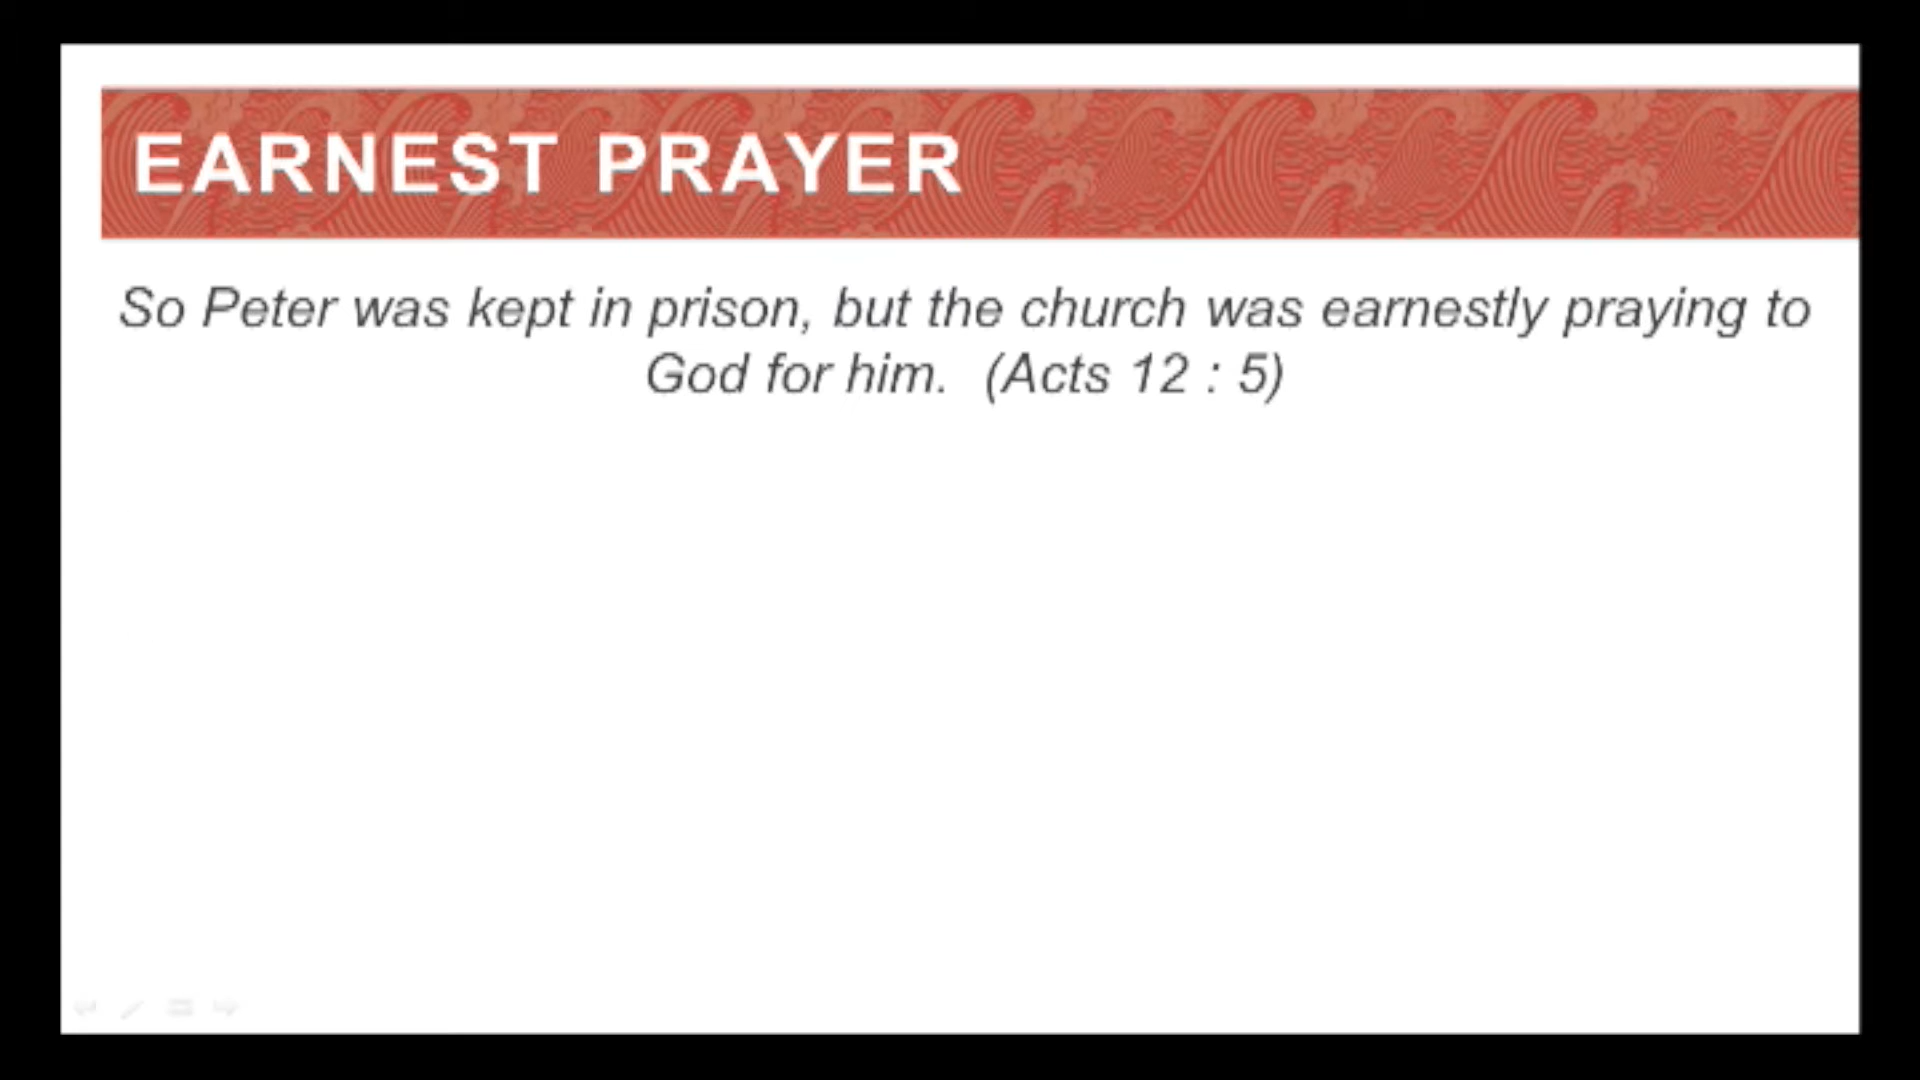 EARNEST PRAYER
So Peter was kept in prison, but the church was earnestly praying to
God for him. (Acts 12 : 5)